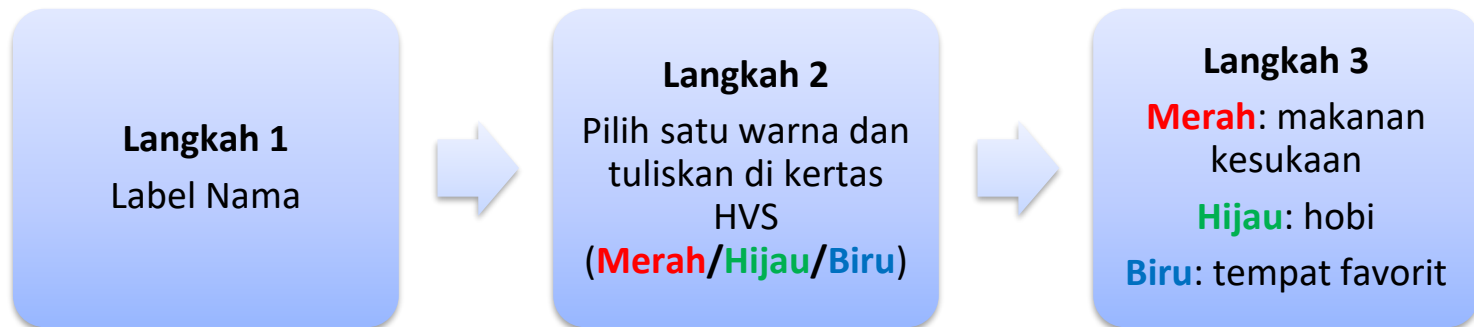 Langkah 1
Label Nama
Langkah 2
Pilih satu warna dan
tuliskan di kertas
HVS
(Merah/Hijau/Biru)
Langkah 3
Merah: makanan
kesukaan
Hijau: hobi
Biru: tempat favorit